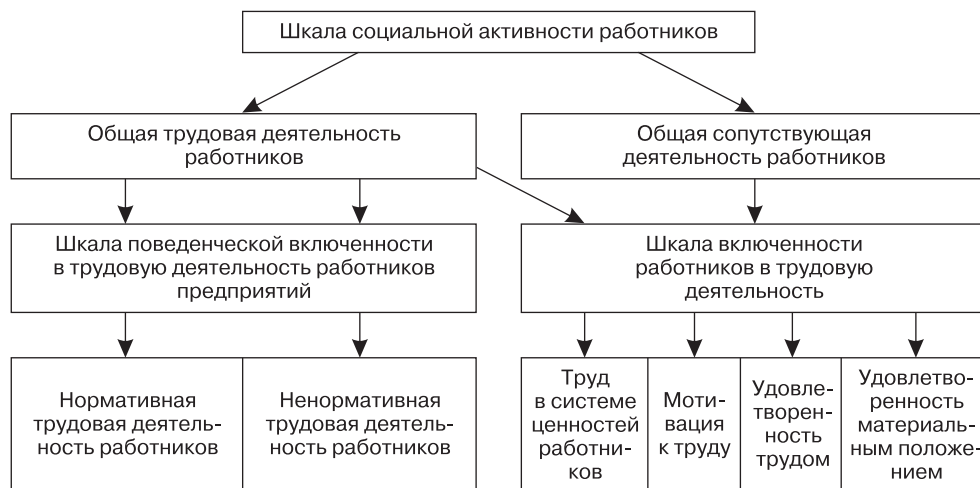 Шкала социальной активности работников
Общая трудовая деятельность
работников
Общая сопутствующая
деятельность работников
Шкала поведенческой включенности
в трудовую деятельность работников
предприятий
Шкала включенности
работников в трудовую
деятельность
Нормативная
трудовая деятель-
ность работников
Ненормативная
трудовая деятель-
ность работников
Труд
в системе
ценностей
работни-
ков
Моти-
вация
к труду
Удовле-
творен-
ность
трудом
Удовлетво-
ренность
материаль-
ным положе-
нием